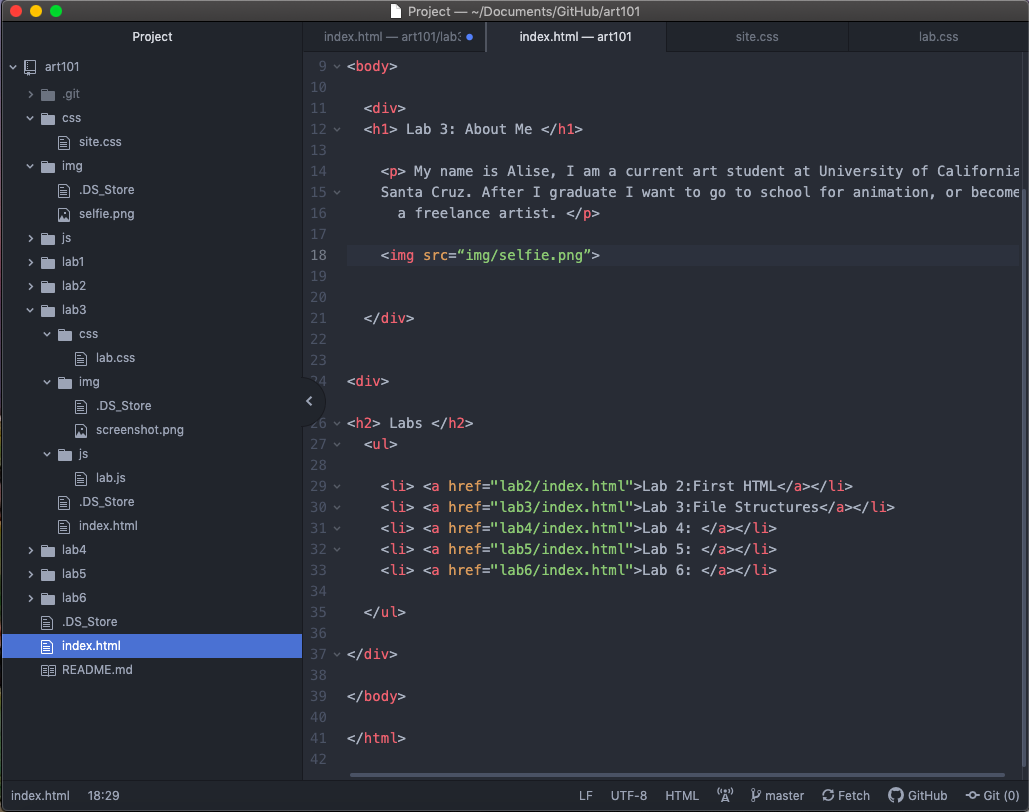 Project — ~/Documents/GitHub/art101
Project
art101
.git
css
site.css
img
.DS_Store
selfie.png
js
lab1
lab2
lab3
css
lab.css
img
.DS_Store
screenshot.png
js
lab.js
.DS_Store
index.html
lab4
lab5
lab6
.DS_Store
index.html
README.md
index.html — art101/lab3
index.html — art101
site.css
lab.css
9 <body>
10
11 <div>
12 <h1> Lab 3: About Me </h1>
13
14 <p> My name is Alise, I am a current art student at University of California
15 Santa Cruz. After I graduate I want to go to school for animation, or become
16 a freelance artist. </p>
17
18 <img src=“img/selfie.png”>
19
20
21 </div>
22
23
24 <div>
26 <h2> Labs </h2>
27 <ul>
28
29 <li> <a href="lab2/index.html">Lab 2:First HTML</a></li>
30 <li> <a href="lab3/index.html">Lab 3:File Structures</a></li>
31 <li> <a href="lab4/index.html">Lab 4: </a></li>
32 <li> <a href="lab5/index.html">Lab 5: </a></li>
33 <li> <a href="lab6/index.html">Lab 6: </a></li>
34
35 </ul>
36
37 </div>
38
39 </body>
40
41 </html>
42
index.html 18:29 LF UTF-8 HTML master Fetch GitHub Git (0)